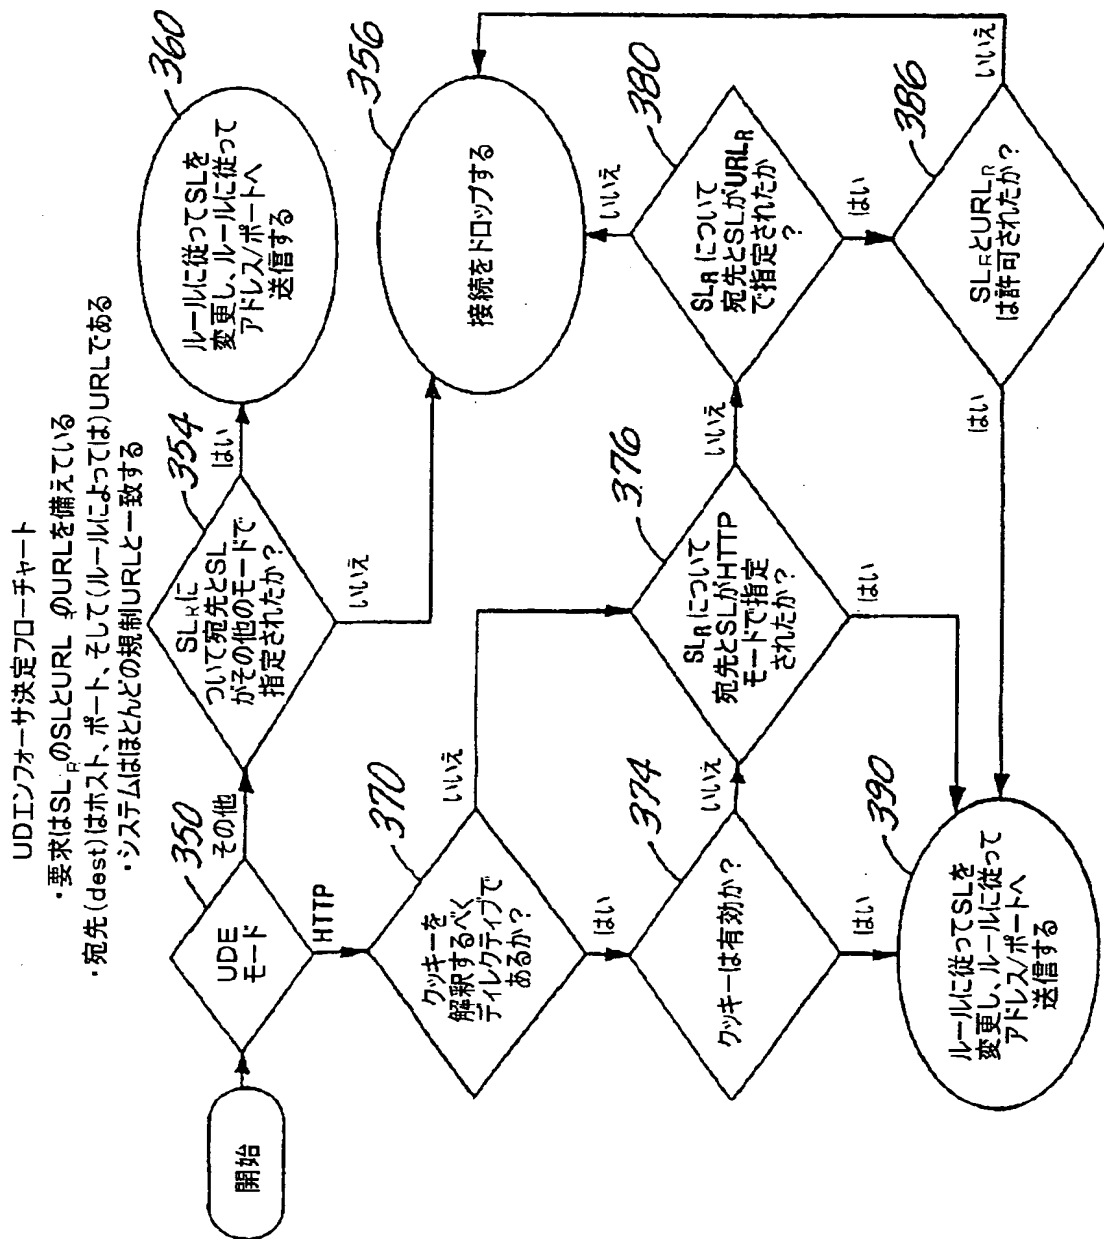 UDエンフォーサ決定フローチャート
・要求はSLRのSLとURLのURLを備えている
・宛先(dest)はホスト、ポート、そして(ルールによっては)URLである
・システムはほとんどの規制URLと一致する
開始
350
UDE
モード
その他
HTTP
354
SLRに
ついて宛先とSL
がその他のモードで
指定されたか?
はい
いいえ
360
ルールに従ってSLを
変更し、ルールに従って
アドレス/ポートへ
送信する
356
接続をドロップする
370
クッキーを
解釈するべく
ディレクティブで
あるか?
いいえ
はい
374
クッキーは有効か?
いいえ
はい
376
SLRについて
宛先とSLがHTTP
モードで指定
されたか?
いいえ
はい
380
SLRについて
宛先とSLがURLR
で指定されたか
?
いいえ
はい
386
SLRとURLR
は許可されたか?
いいえ
はい
390
ルールに従ってSLを
変更し、ルールに従って
アドレス/ポートへ
送信する